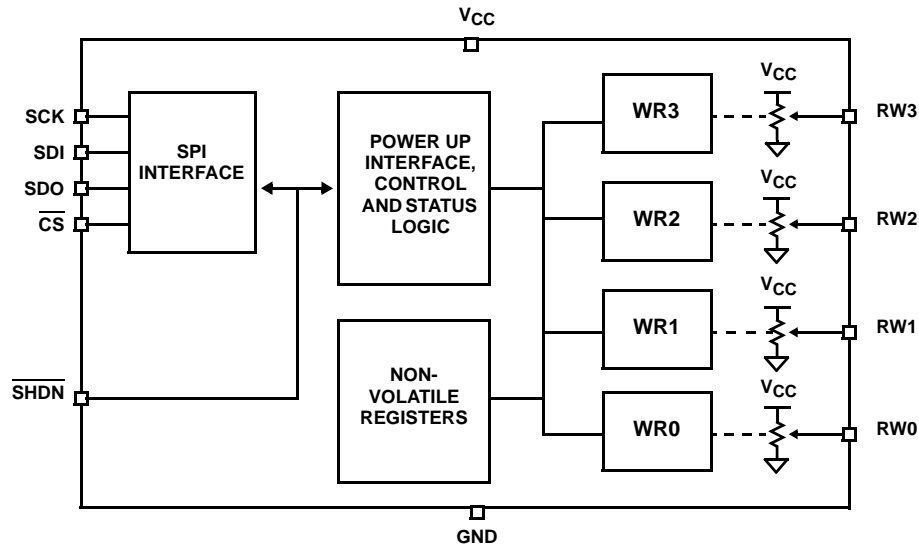 VCC
SCK
SDI
SDO
CS
SHDN
SPI
INTERFACE
POWER UP
INTERFACE,
CONTROL
AND STATUS
LOGIC
NON-
VOLATILE
REGISTERS
WR3
VCC
RW3
WR2
VCC
RW2
WR1
VCC
RW1
WR0
VCC
RW0
GND